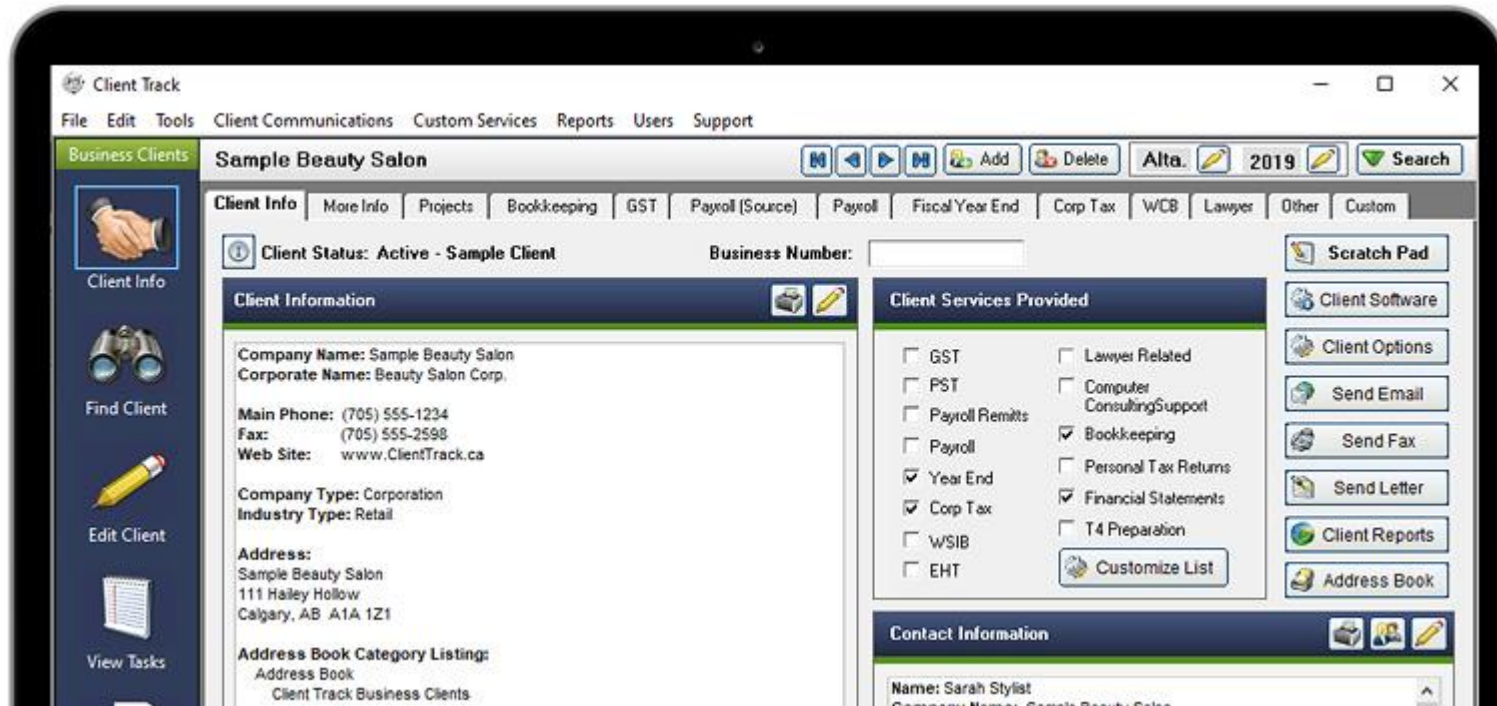 Client Track
File Edit Tools Client Communications Custom Services Reports Users Support
Business Clients
Sample Beauty Salon
Add
Delete
Alta.
2019
Search
Client Info More Info Projects Bookkeeping GST Payroll (Source) Payroll Fiscal Year End Corp Tax WCB Lawyer Other Custom
Client Info
Find Client
Edit Client
View Tasks
Client Status: Active - Sample Client
Business Number:
Client Information
Company Name: Sample Beauty Salon
Corporate Name: Beauty Salon Corp.
Main Phone: (705) 555-1234
Fax: (705) 555-2598
Web Site: www.ClientTrack.ca
Company Type: Corporation
Industry Type: Retail
Address:
Sample Beauty Salon
111 Hailey Hollow
Calgary, AB A1A 1Z1
Address Book Category Listing:
Address Book
Client Track Business Clients
Client Services Provided
GST
PST
Payroll Remitts
Payroll
Year End
Corp Tax
WSIB
EHT
Lawyer Related
Computer
ConsultingSupport
Bookkeeping
Personal Tax Returns
Financial Statements
T4 Preparation
Customize List
Contact Information
Name: Sarah Stylist
Company Name: Sample Beauty Salon
Scratch Pad
Client Software
Client Options
Send Email
Send Fax
Send Letter
Client Reports
Address Book